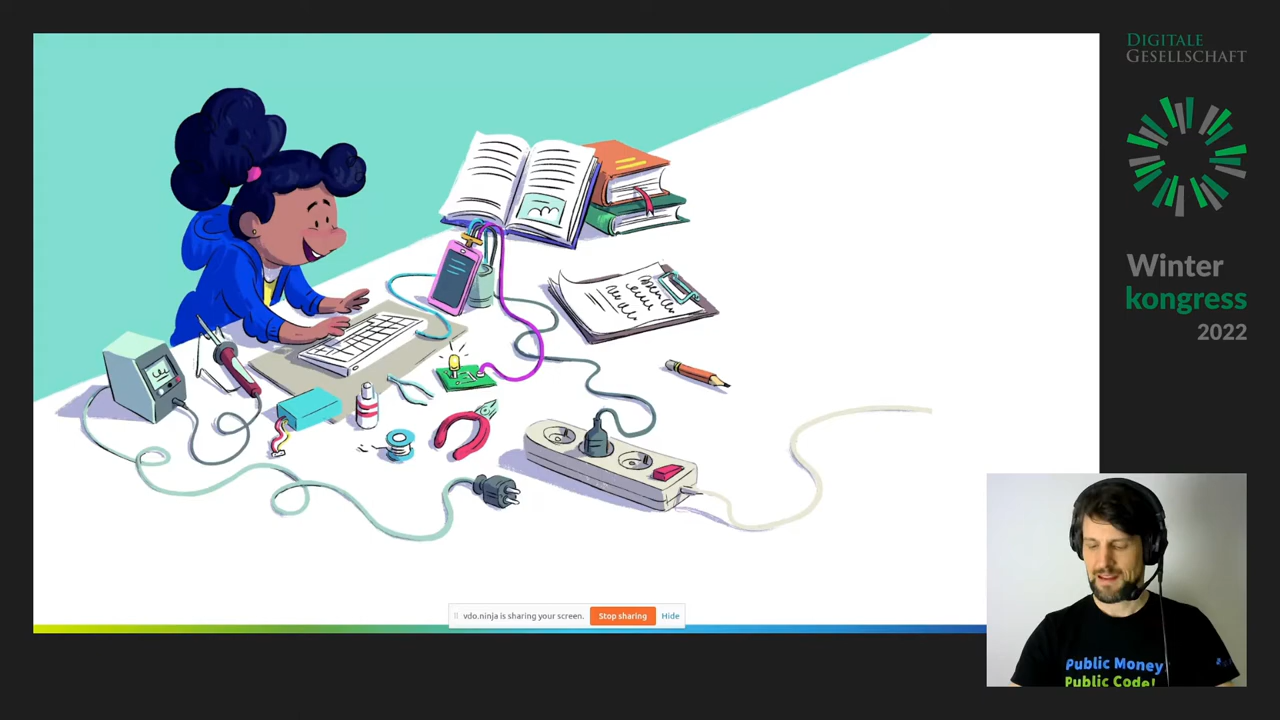 DIGITALE
GESELLSCHAFT
Winter
kongress
2022
vdo.ninja is sharing your screen.
Stop sharing
Hide
Public Money
Public Code!